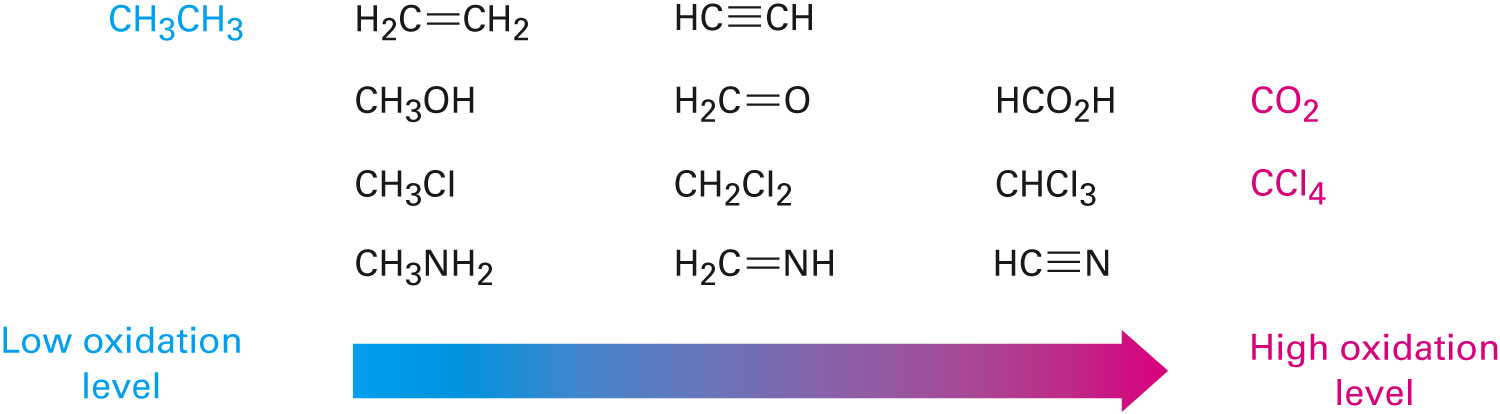 CH₃CH₃ H₂C=CH₂ HC≡CH
CH₃OH H₂C=O HCO₂H CO₂
CH₃Cl CH₂Cl₂ CHCl₃ CCl₄
CH₃NH₂ H₂C=NH HC≡N
Low oxidation
level
High oxidation
level